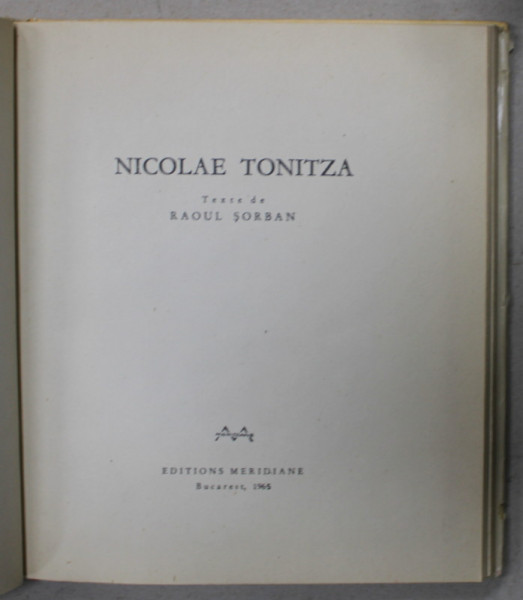 NICOLAE TONITZA
Texte de
RAOUL ŞORBAN
EDITIONS MERIDIANE
Bucarest, 1965